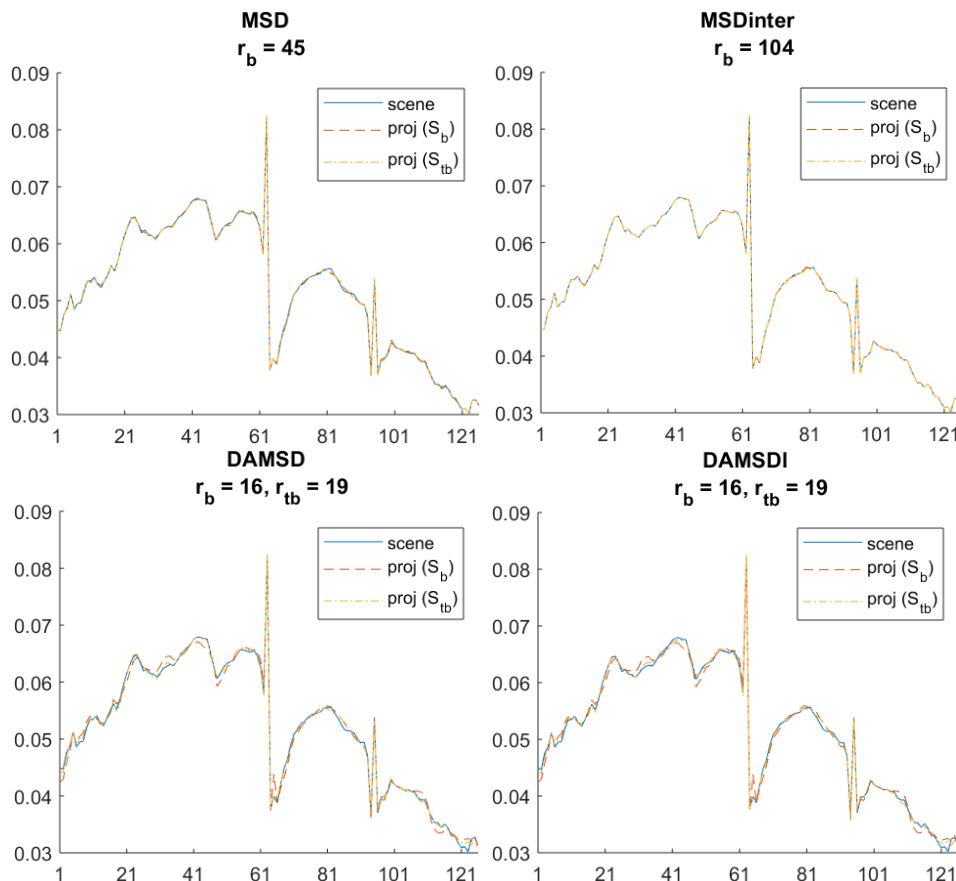 MSD
r_b = 45
0.09
0.08
0.07
0.06
0.05
0.04
0.03
scene
proj (S_b)
proj (S_tb)
1 21 41 61 81 101 121
MSDinter
r_b = 104
0.09
0.08
0.07
0.06
0.05
0.04
0.03
scene
proj (S_b)
proj (S_tb)
1 21 41 61 81 101 121
DAMSD
r_b = 16, r_tb = 19
0.09
0.08
0.07
0.06
0.05
0.04
0.03
scene
proj (S_b)
proj (S_tb)
1 21 41 61 81 101 121
DAMSDI
r_b = 16, r_tb = 19
0.09
0.08
0.07
0.06
0.05
0.04
0.03
scene
proj (S_b)
proj (S_tb)
1 21 41 61 81 101 121